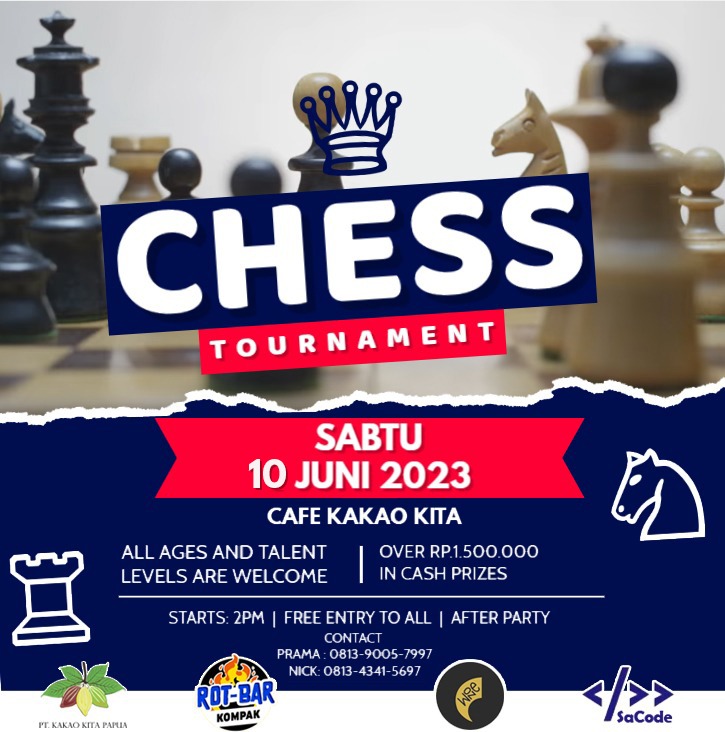 CHESS
TOURNAMENT
SABTU
10 JUNI 2023
CAFE KAKAO KITA
ALL AGES AND TALENT
LEVELS ARE WELCOME
OVER RP.1.500.000
IN CASH PRIZES
STARTS: 2PM | FREE ENTRY TO ALL | AFTER PARTY
CONTACT
PRAMA : 0813-9005-7997
NICK: 0813-4341-5697
PT. KAKAO KITA PAPUA
ROT-BAR
KOMPAK
</>>
SaCode